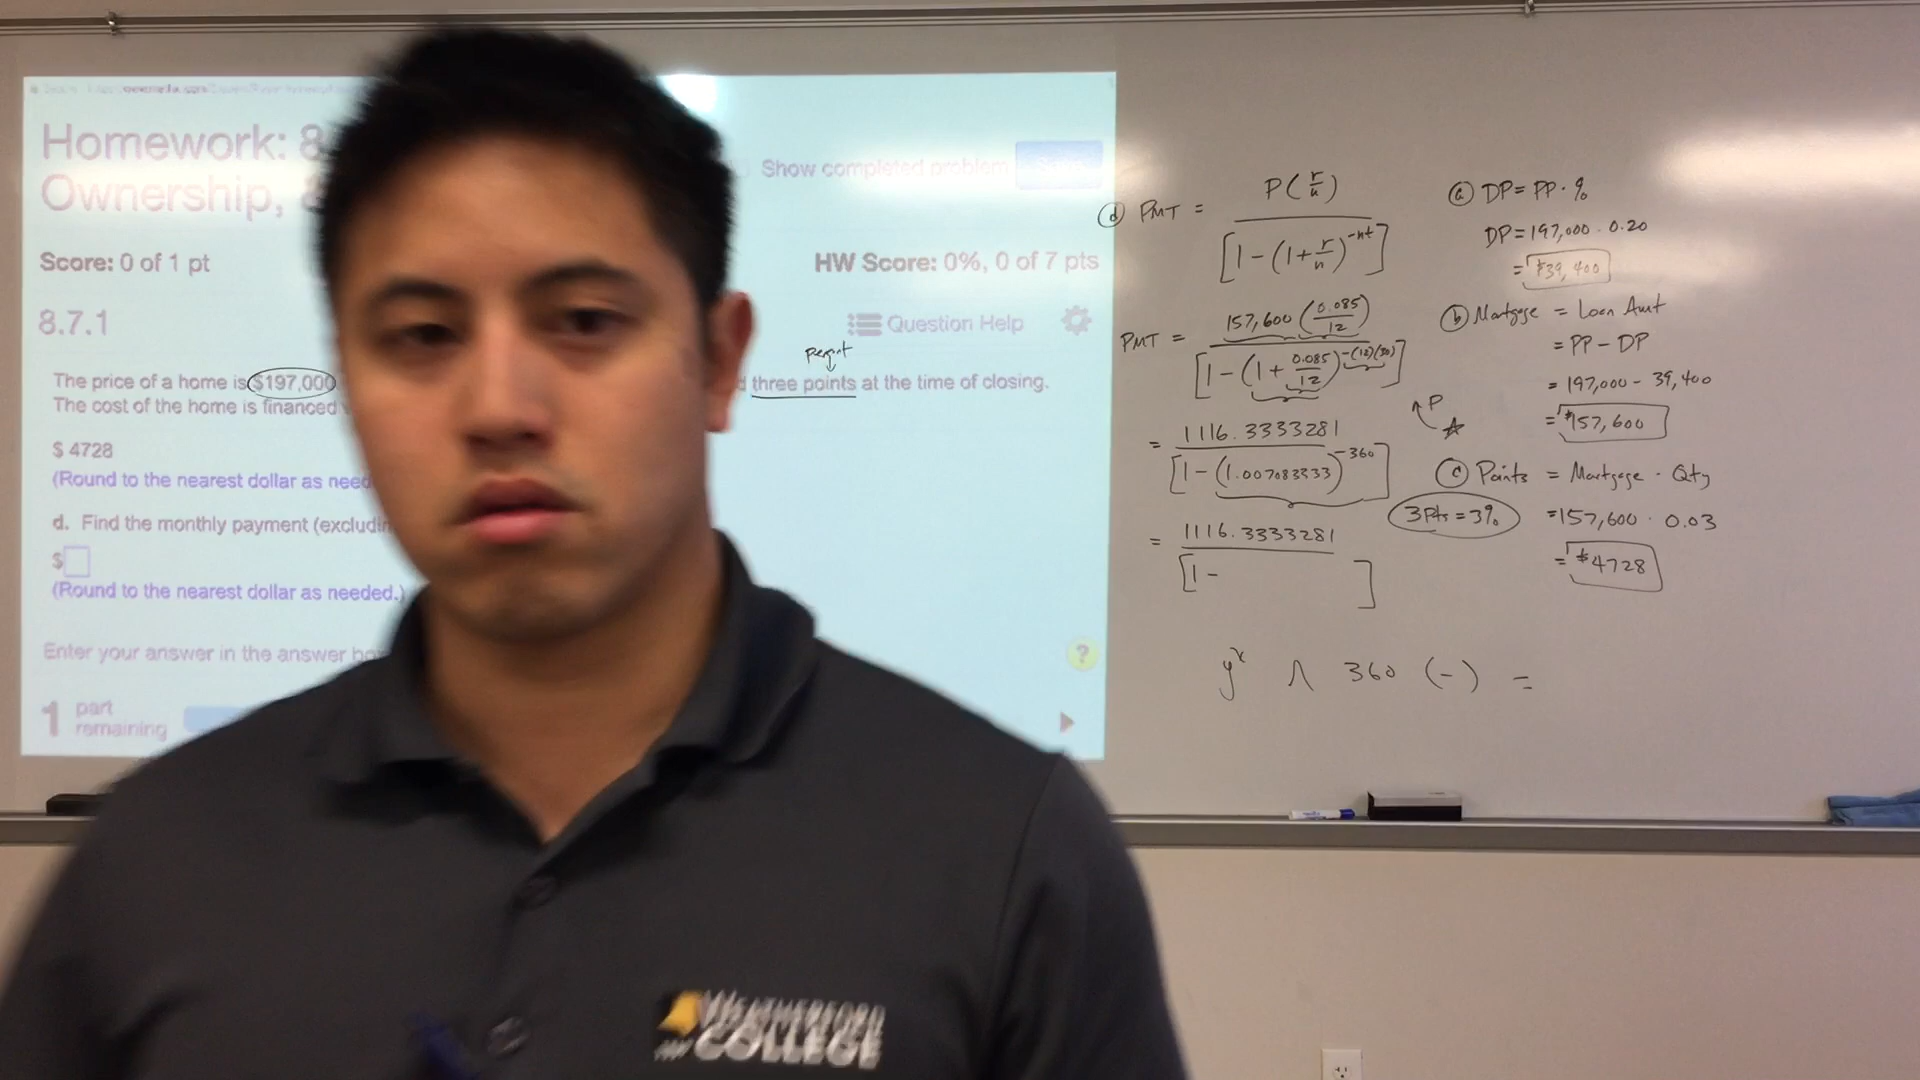 Homework: 8
Ownership,
Show completed problem
Score: 0 of 1 pt
HW Score: 0%, 0 of 7 pts
8.7.1
Question Help
percent
The price of a home is $197,000
three points at the time of closing.
The cost of the home is financed
$ 4728
(Round to the nearest dollar as need
d. Find the monthly payment (excludin
$
(Round to the nearest dollar as needed.)
Enter your answer in the answer bo
?
1 part
remaining
(d) PMT = P(r/n) / [1 - (1 + r/n)^-nt]
PMT = 157,600 (0.085/12) / [1 - (1 + 0.085/12)^-(12)(30)]
= 1116.3333281 / [1 - (1.007083333)^-360]
= 1116.3333281 / [1 - ]
y^x ^ 360 (-) =
(a) DP = PP · %
DP = 197,000 · 0.20
= $39,400
(b) Mortgage = Loan Amt
= PP - DP
= 197,000 - 39,400
= $157,600
P
(c) Points = Mortgage · Qty
3 Pts = 3%
= 157,600 · 0.03
= $4728
WEATHERFORD
COLLEGE